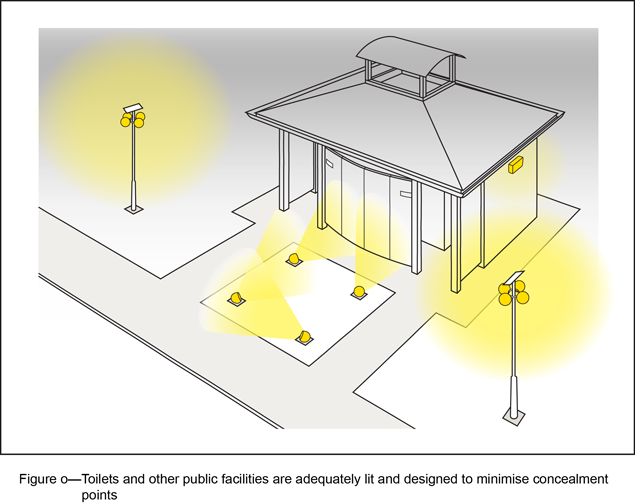 Figure o—Toilets and other public facilities are adequately lit and designed to minimise concealment
points